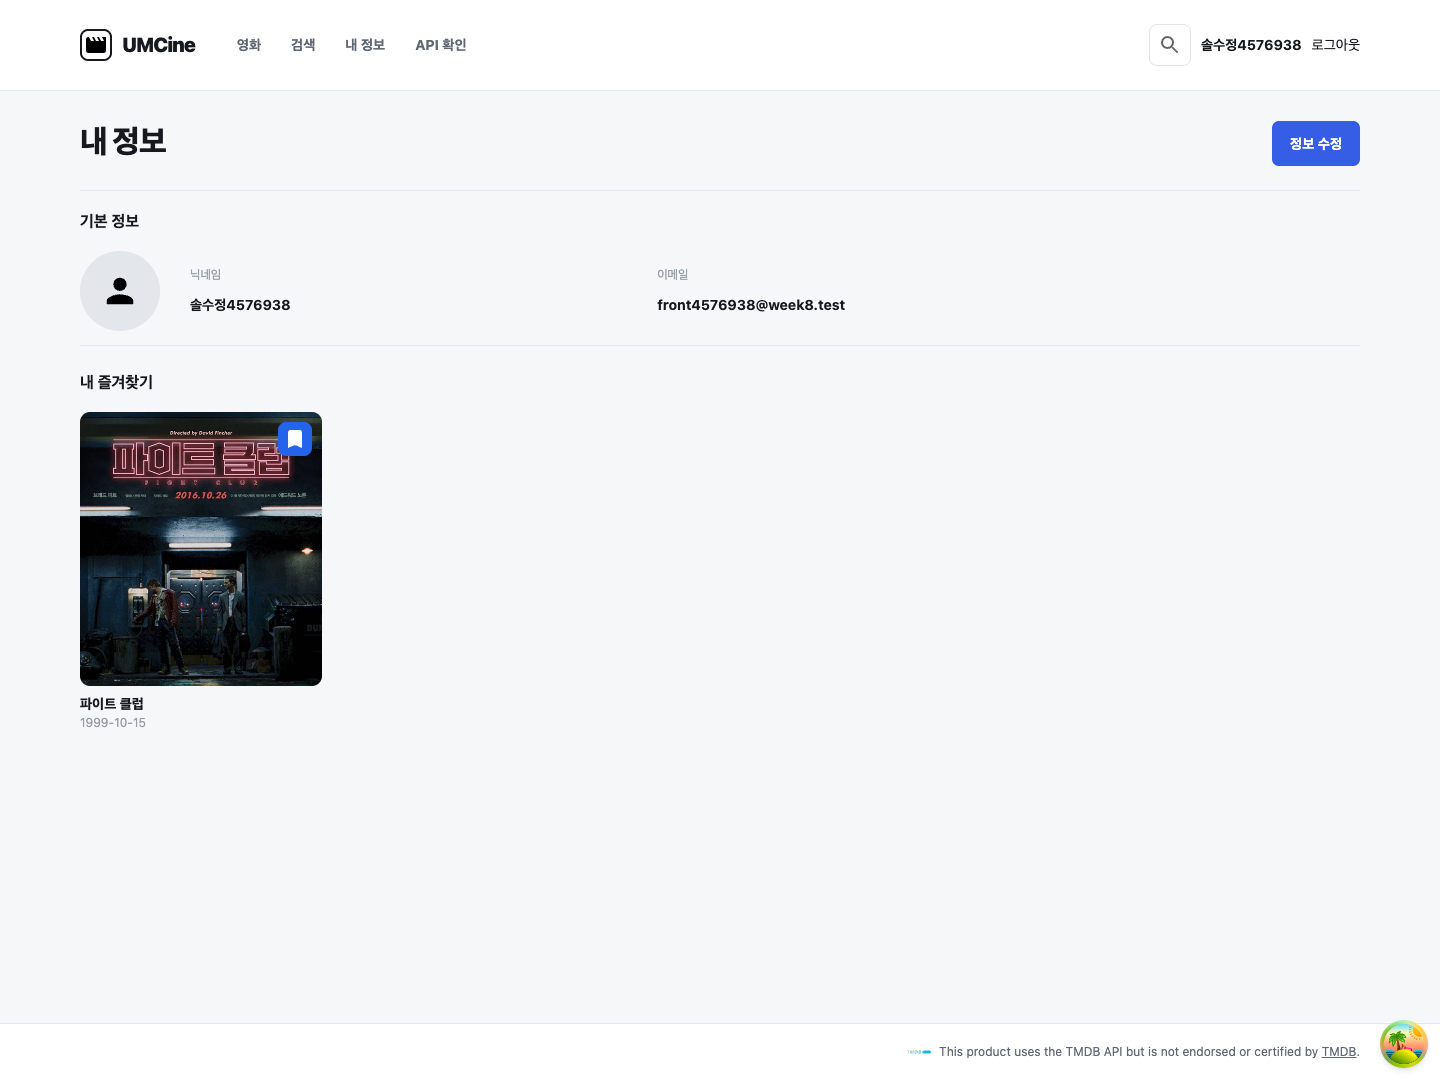 UMCine
영화
검색
내 정보
API 확인
솔수정4576938
로그아웃
내 정보
정보 수정
기본 정보
닉네임
이메일
솔수정4576938
front4576938@week8.test
내 즐겨찾기
Directed by David Fincher
파이트 클럽
FIGHT CLUB
2016.10.26
파이트 클럽
1999-10-15
This product uses the TMDB API but is not endorsed or certified by TMDB.